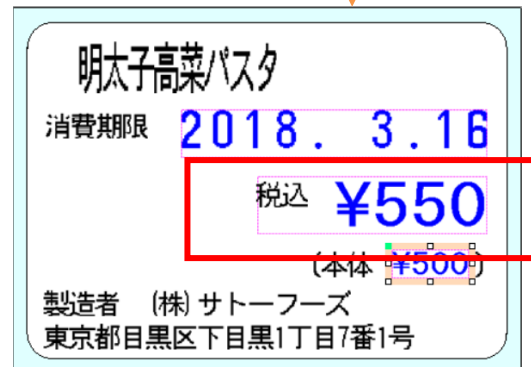 明太子高菜パスタ
消費期限 2018. 3.16
税込 ¥550
(本体 ¥500)
製造者 (株)サトーフーズ
東京都目黒区下目黒1丁目7番1号